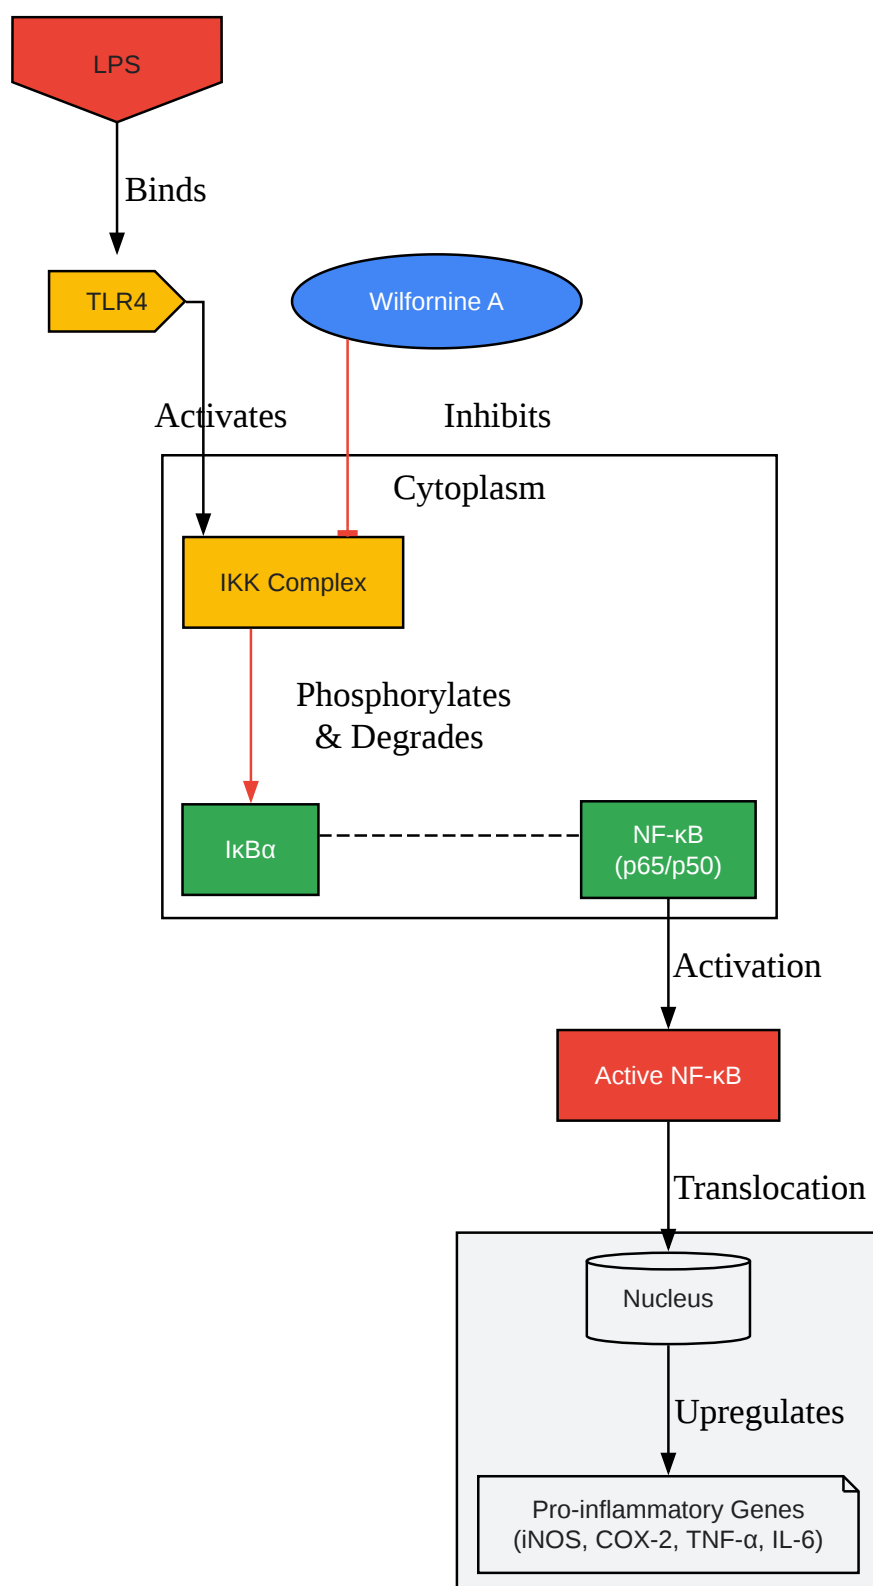 LPS
Binds
TLR4
Wilfornine A
Activates
Inhibits
Cytoplasm
IKK Complex
Phosphorylates
& Degrades
IκBα
NF-κB
(p65/p50)
Activation
Active NF-κB
Translocation
Nucleus
Upregulates
Pro-inflammatory Genes
(iNOS, COX-2, TNF-α, IL-6)